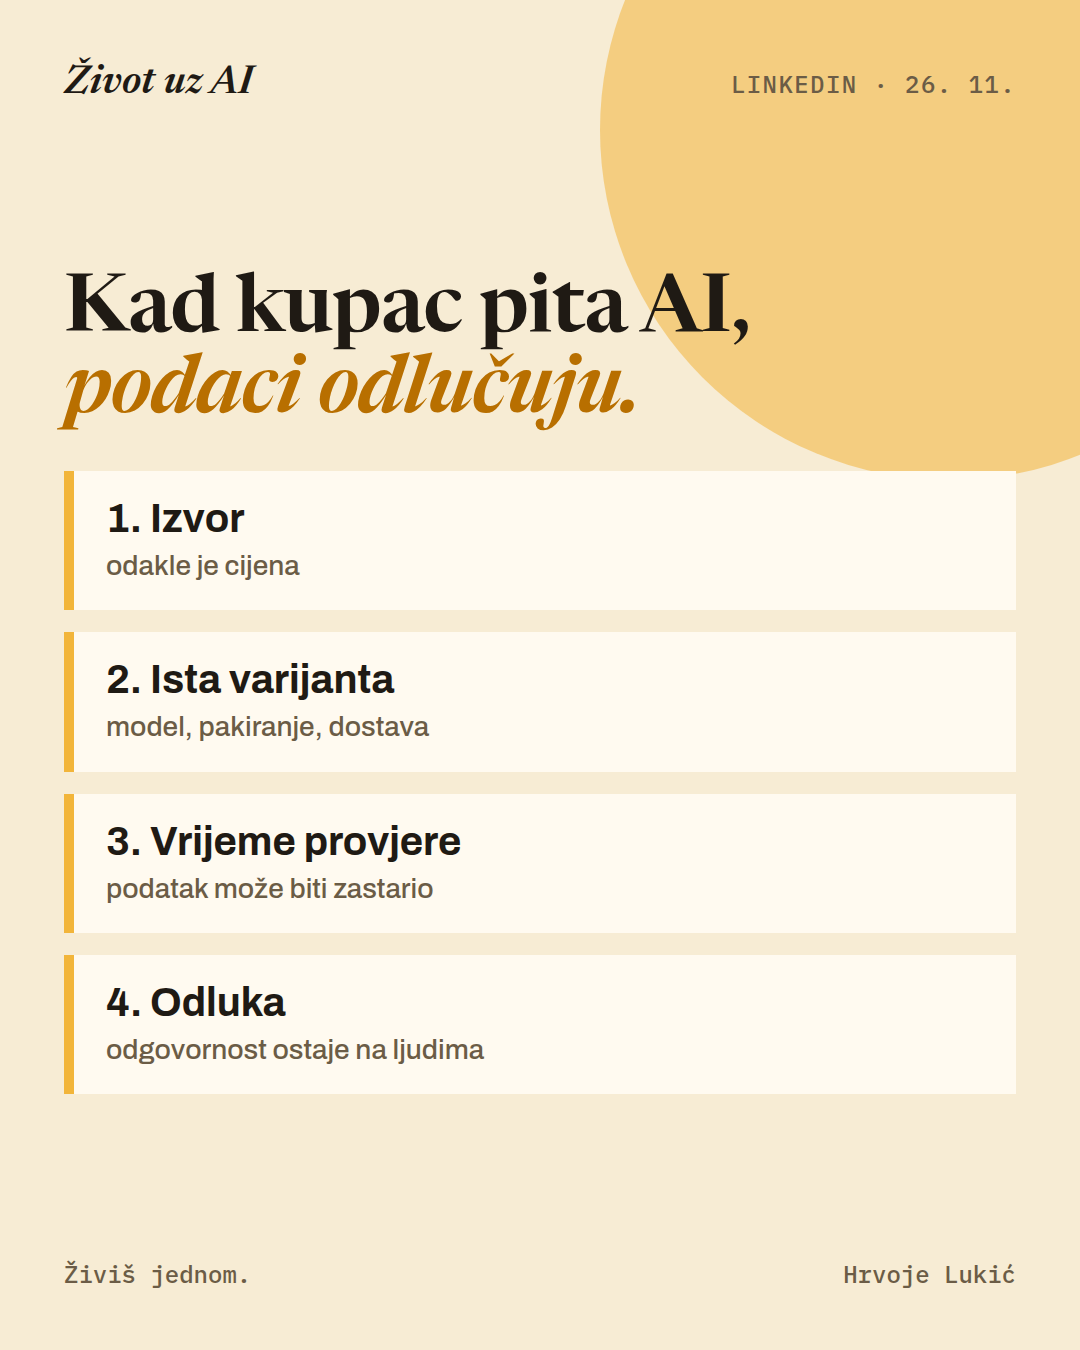 Život uz AI
LINKEDIN · 26. 11.
Kad kupac pita AI,
podaci odlučuju.
1. Izvor
odakle je cijena
2. Ista varijanta
model, pakiranje, dostava
3. Vrijeme provjere
podatak može biti zastario
4. Odluka
odgovornost ostaje na ljudima
Živiš jednom.
Hrvoje Lukić